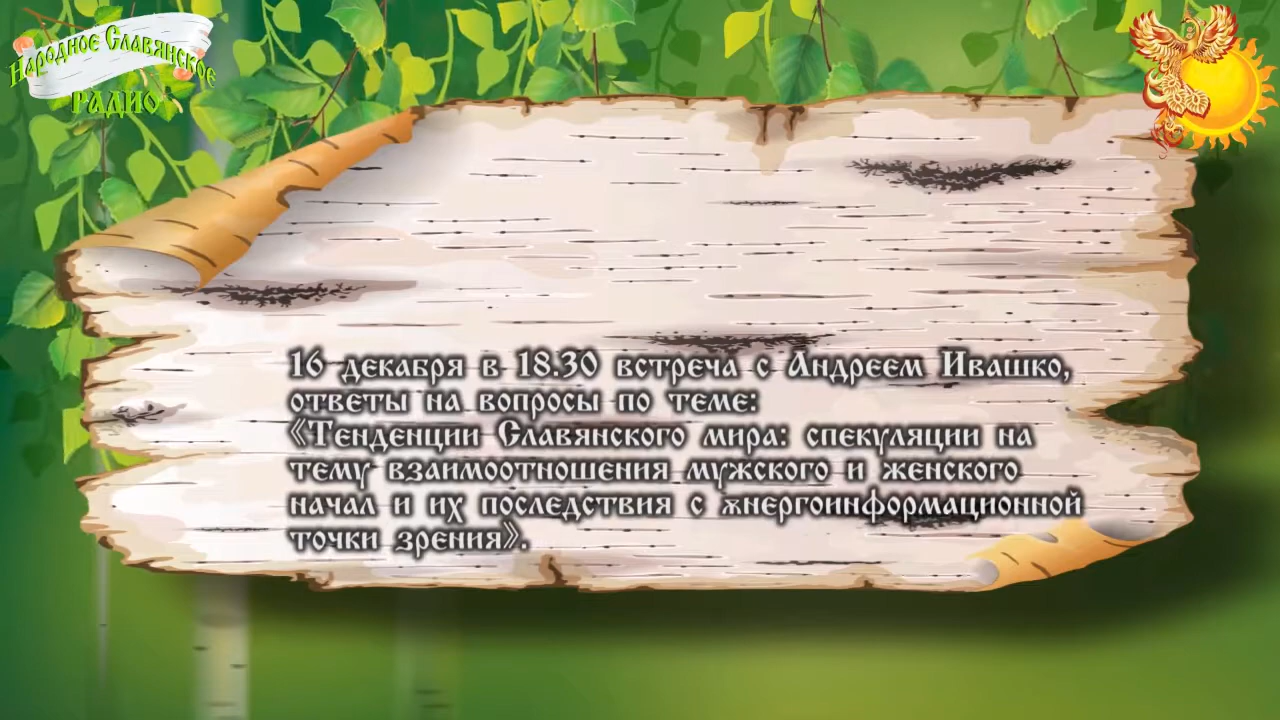 Народное Славянское
РАДИО
16 декабря в 18.30 встреча с Андреем Ивашко,
ответы на вопросы по теме:
《Тенденции Славянского мира: спекуляции на
тему взаимоотношения мужского и женского
начал и их последствия с ѫнергоинформационной
точки зрения》.